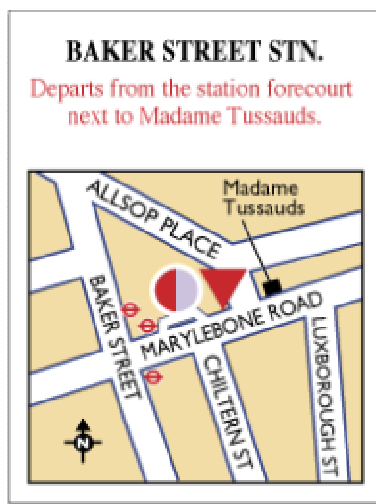 BAKER STREET STN.
Departs from the station forecourt
next to Madame Tussauds.
ALLSOP PLACE
Madame
Tussauds
BAKER STREET
MARYLEBONE ROAD
CHILTERN ST
LUXBOROUGH ST
N